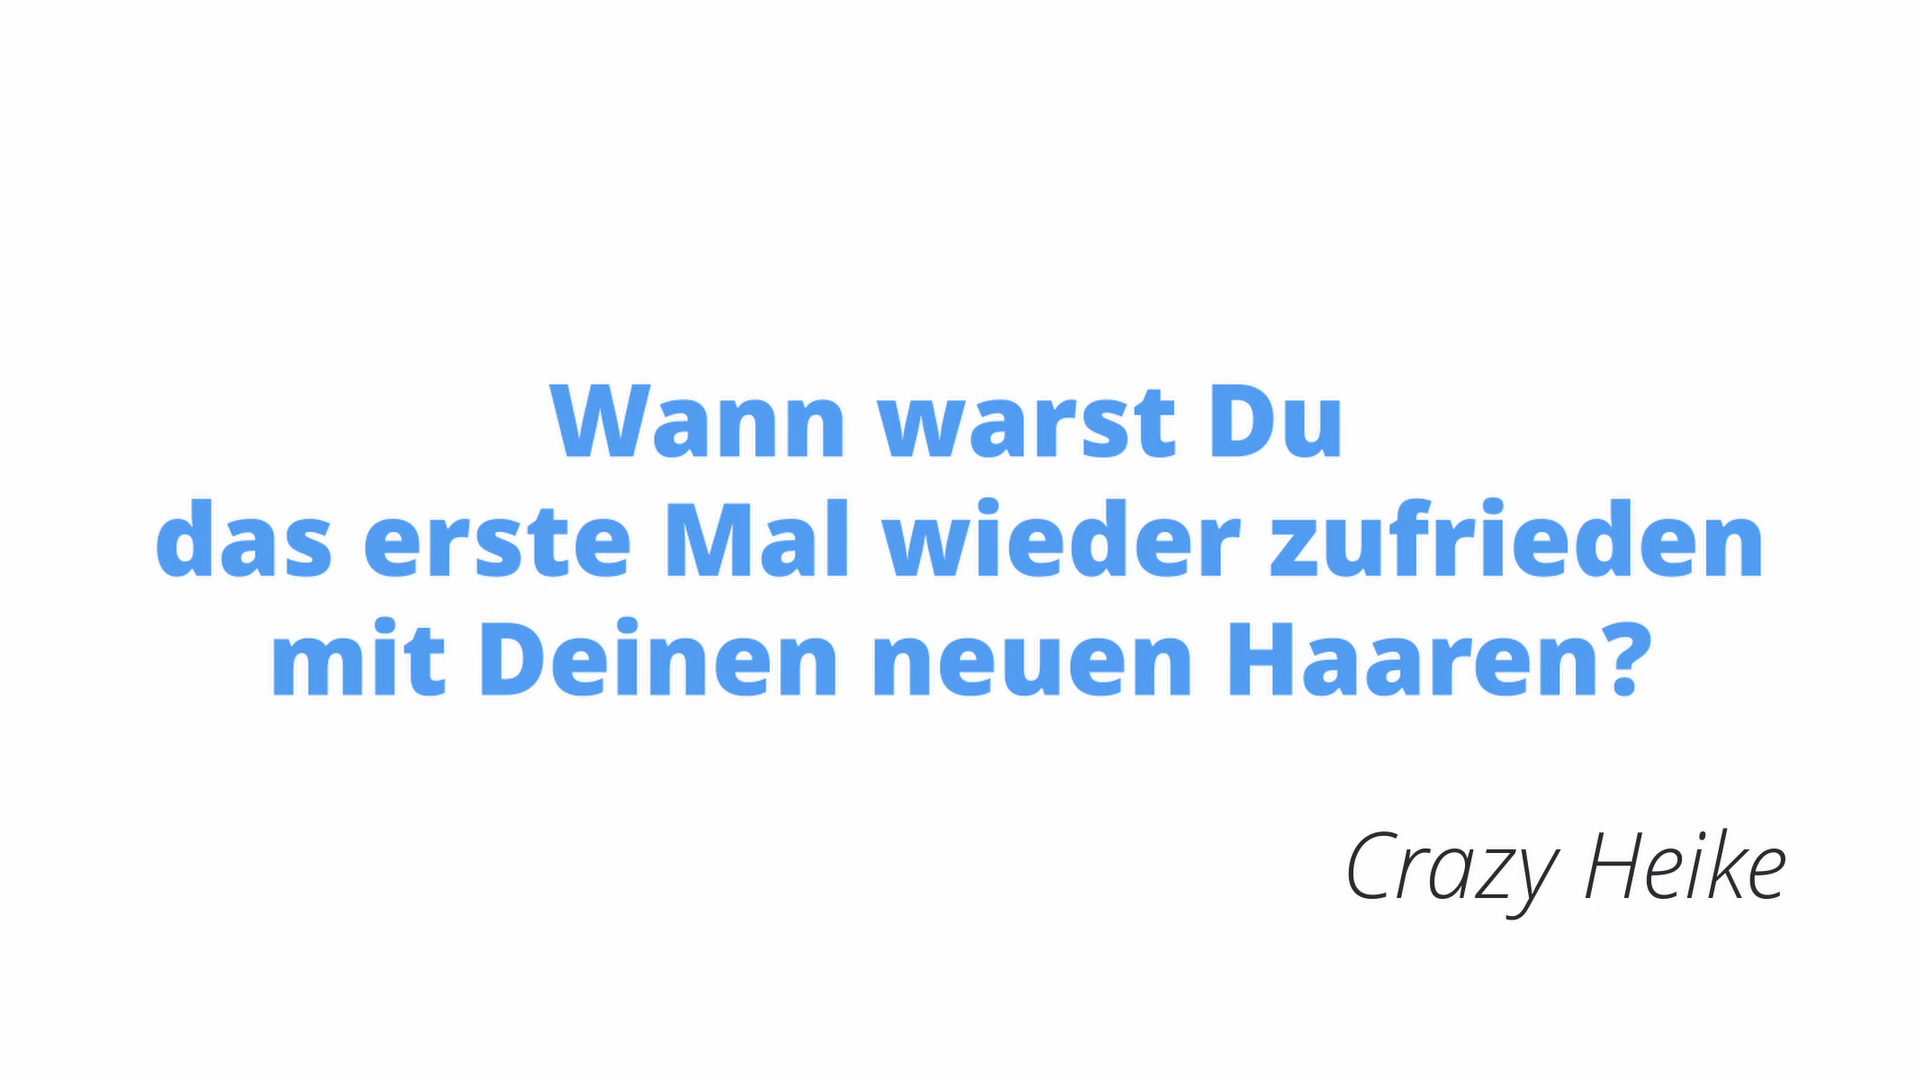 Wann warst Du
das erste Mal wieder zufrieden
mit Deinen neuen Haaren?
Crazy Heike